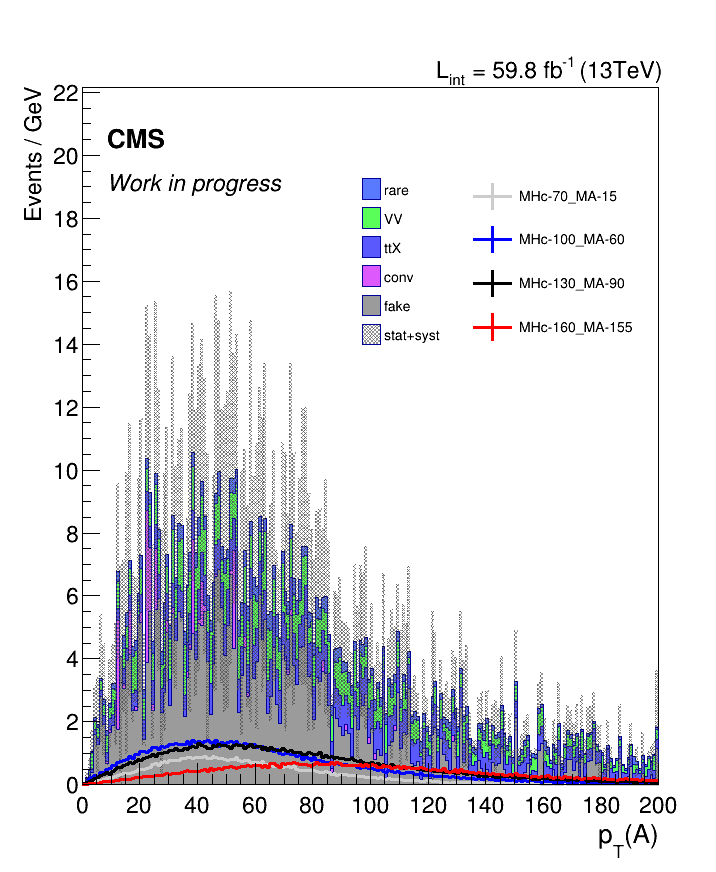 L_int = 59.8 fb^-1 (13TeV)
Events / GeV
CMS
Work in progress
rare
VV
ttX
conv
fake
stat+syst
MHc-70_MA-15
MHc-100_MA-60
MHc-130_MA-90
MHc-160_MA-155
22
20
18
16
14
12
10
8
6
4
2
0
0 20 40 60 80 100 120 140 160 180 200
p_T(A)